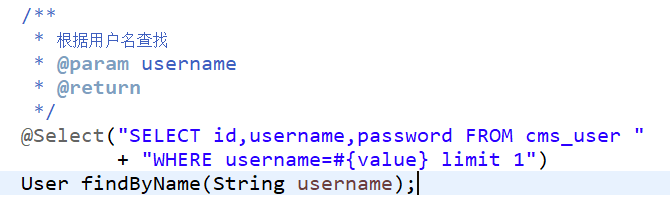 /**
* 根据用户名查找
* @param username
* @return
*/
@Select("SELECT id,username,password FROM cms_user "
+ "WHERE username=#{value} limit 1")
User findByName(String username);